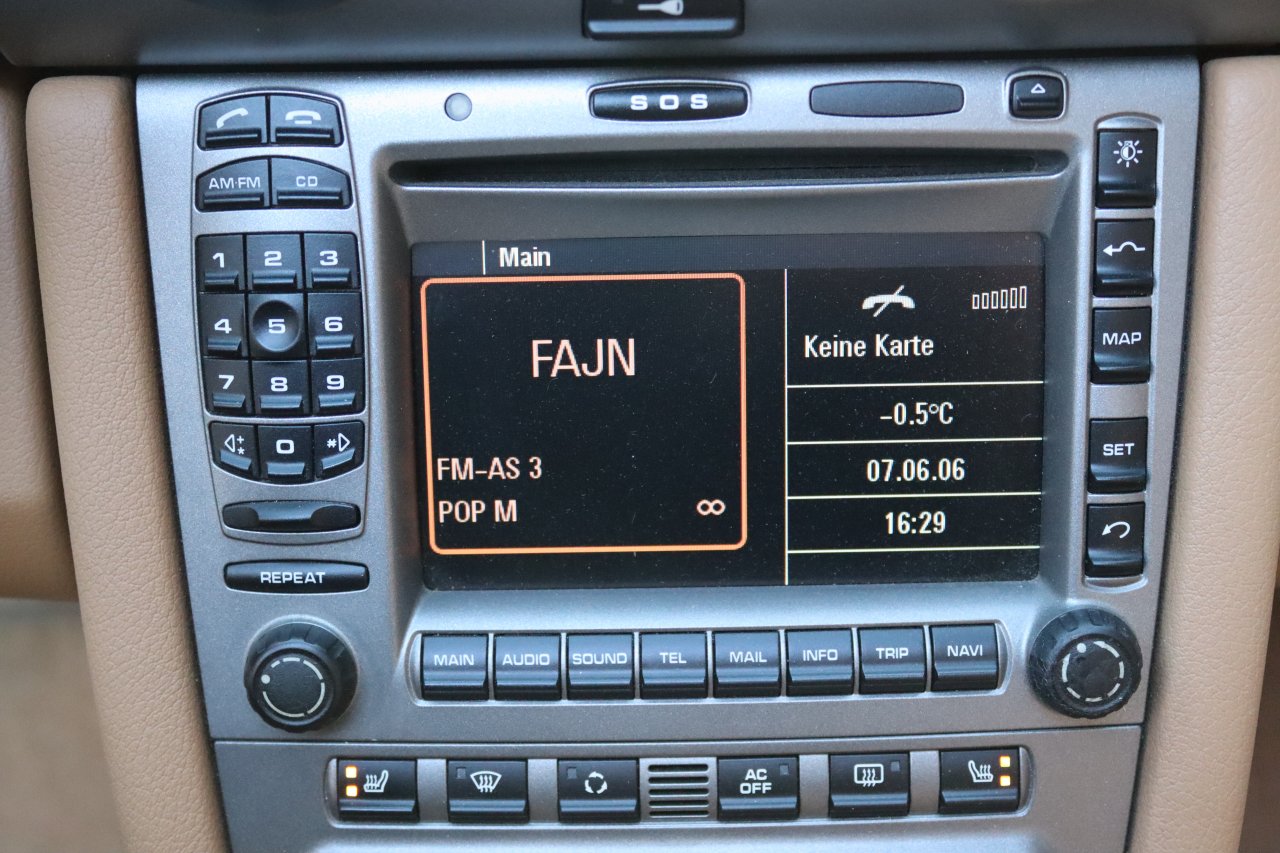 SOS
AM·FM CD
1 2 3
4 5 6
7 8 9
+
* 0 #
REPEAT
Main
FAJN
FM-AS 3
POP M ∞
Keine Karte
-0.5°C
07.06.06
16:29
MAP
SET
MAIN AUDIO SOUND TEL MAIL INFO TRIP NAVI
AC
OFF